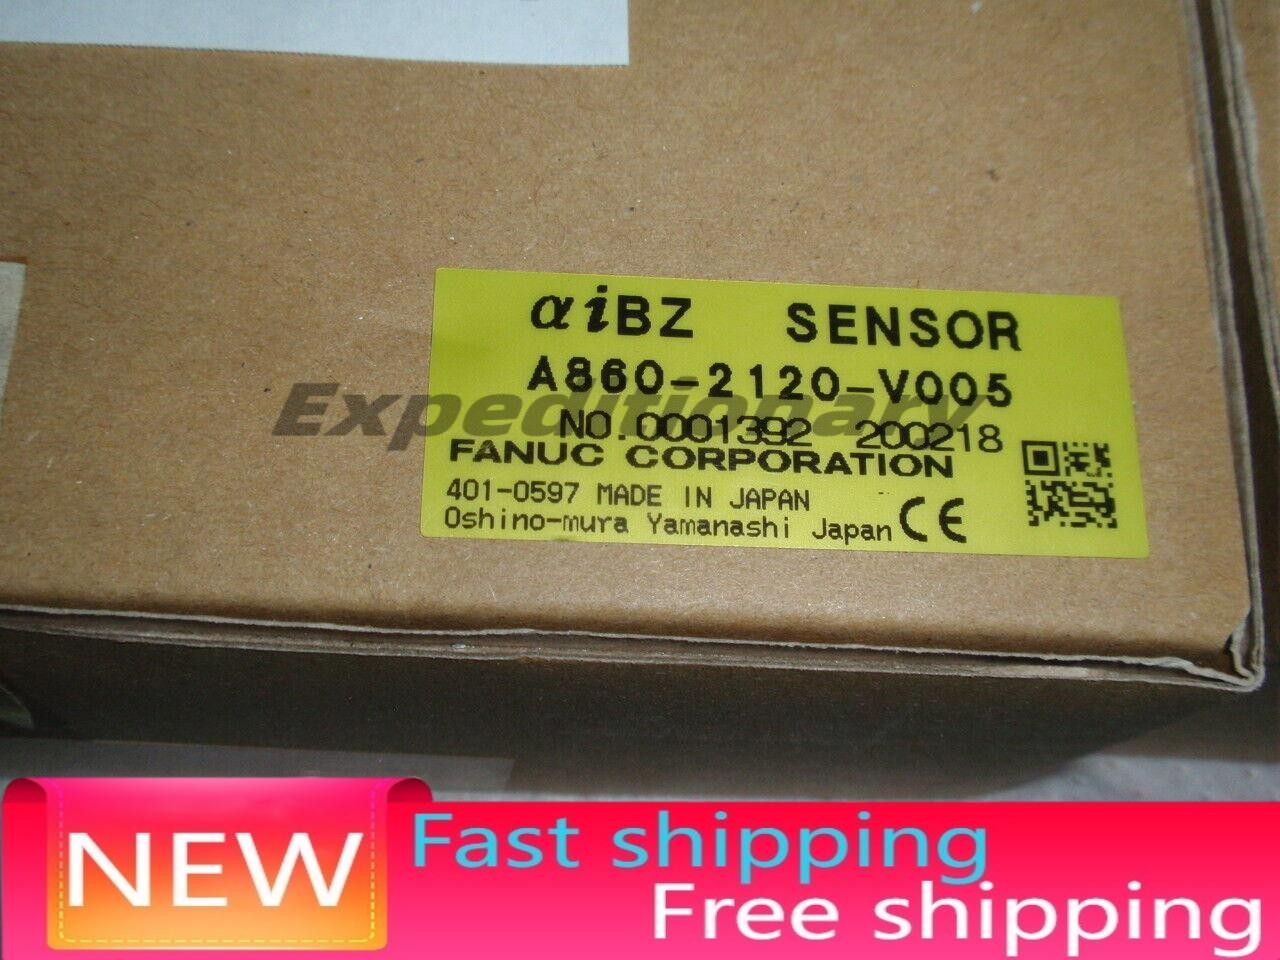 αiBZ SENSOR
A860-2120-V005
Expeditionary
NO.0001392 200218
FANUC CORPORATION
401-0597 MADE IN JAPAN
Oshino-mura Yamanashi Japan CE
NEW
Fast shipping
Free shipping